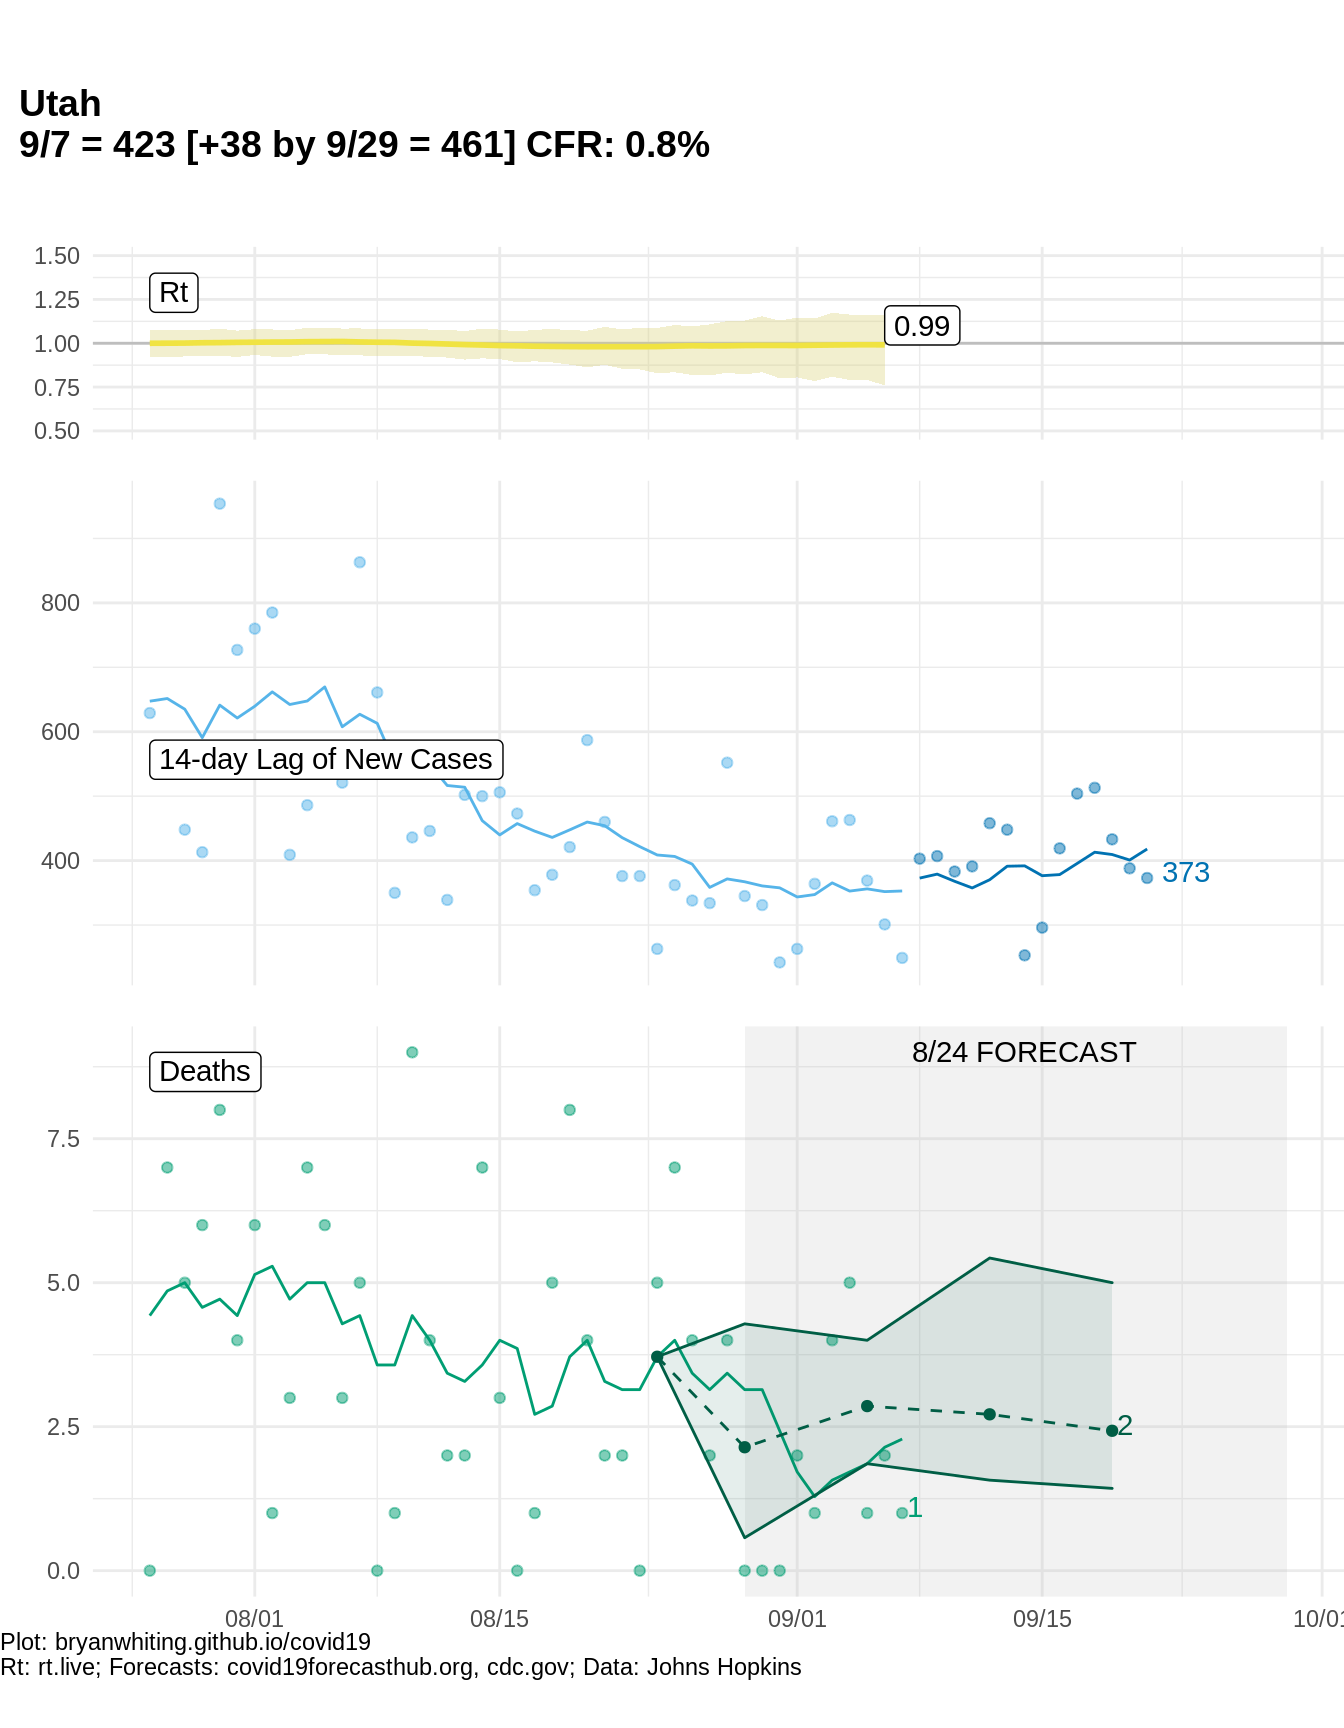 Utah
9/7 = 423 [+38 by 9/29 = 461] CFR: 0.8%
1.50
Rt
1.25
0.99
1.00
0.75
0.50
800
600
14-day Lag of New Cases
400
373
8/24 FORECAST
Deaths
7.5
5.0
2.5
2
1
0.0
08/01 08/15 09/01 09/15 10/01
Plot: bryanwhiting.github.io/covid19
Rt: rt.live; Forecasts: covid19forecasthub.org, cdc.gov; Data: Johns Hopkins